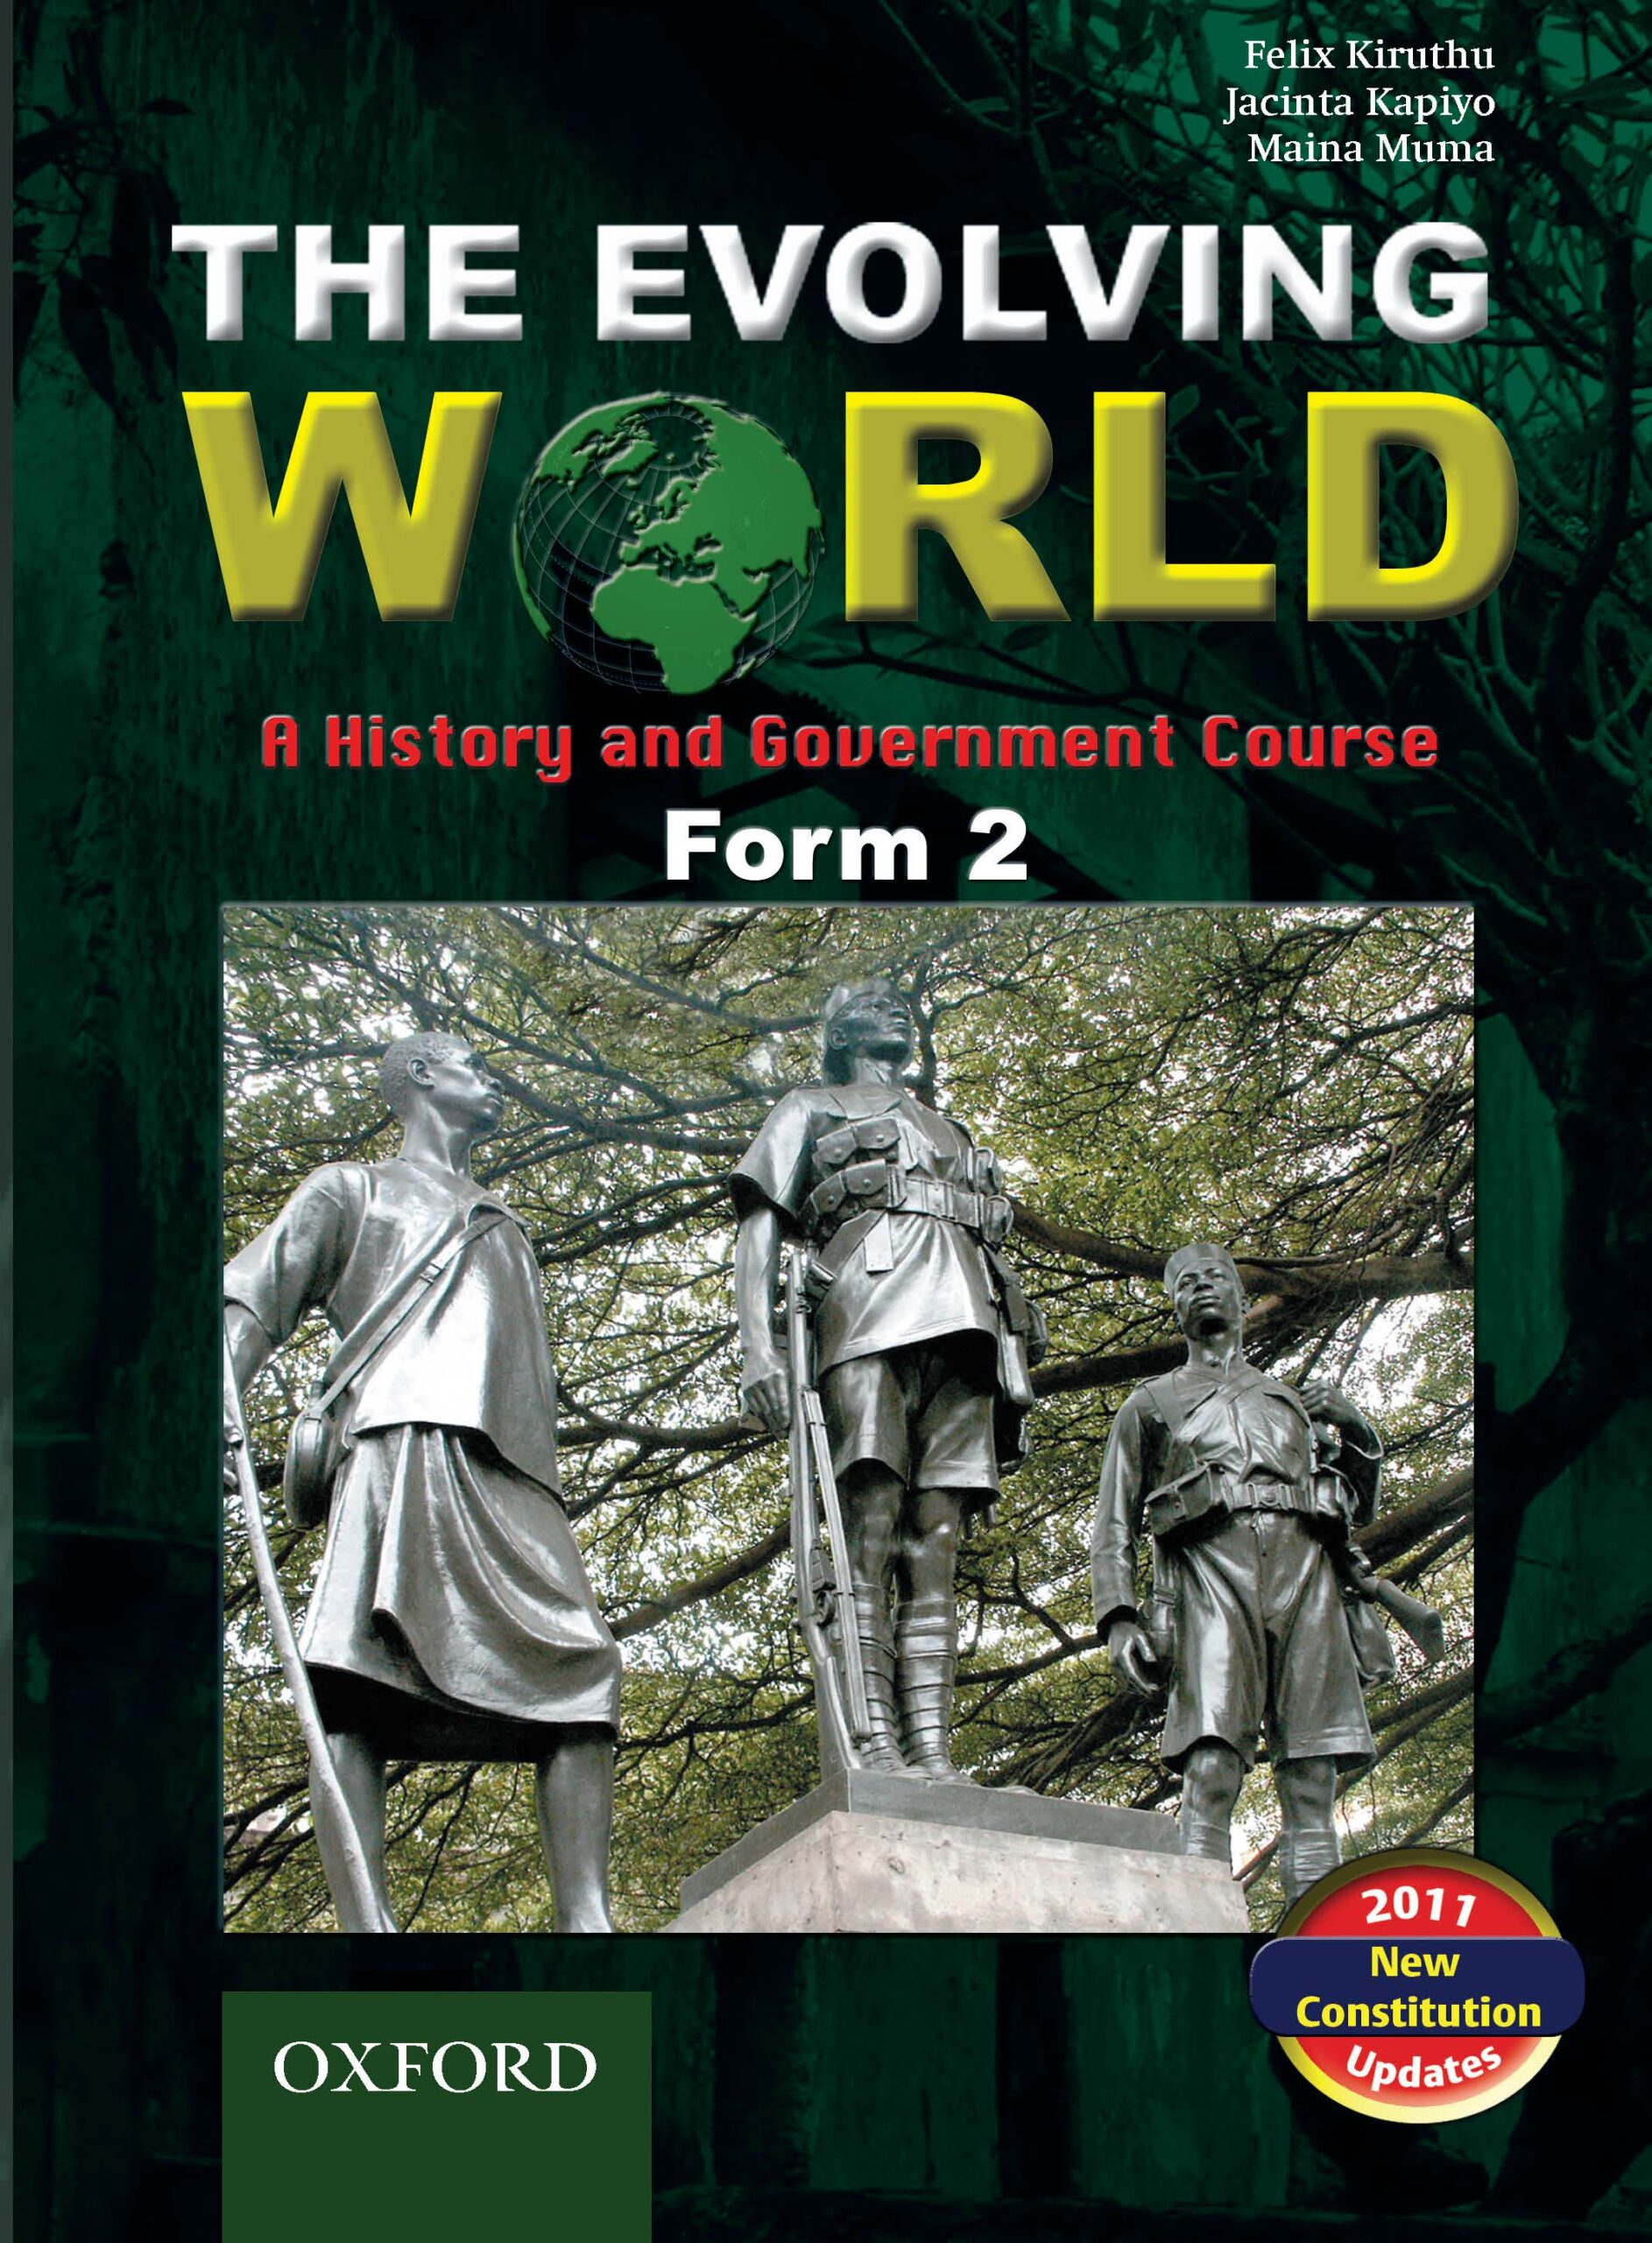 Felix Kiruthu
Jacinta Kapiyo
Maina Muma
THE EVOLVING
WORLD
A History and Government Course
Form 2
OXFORD
2011
New
Constitution
Updates